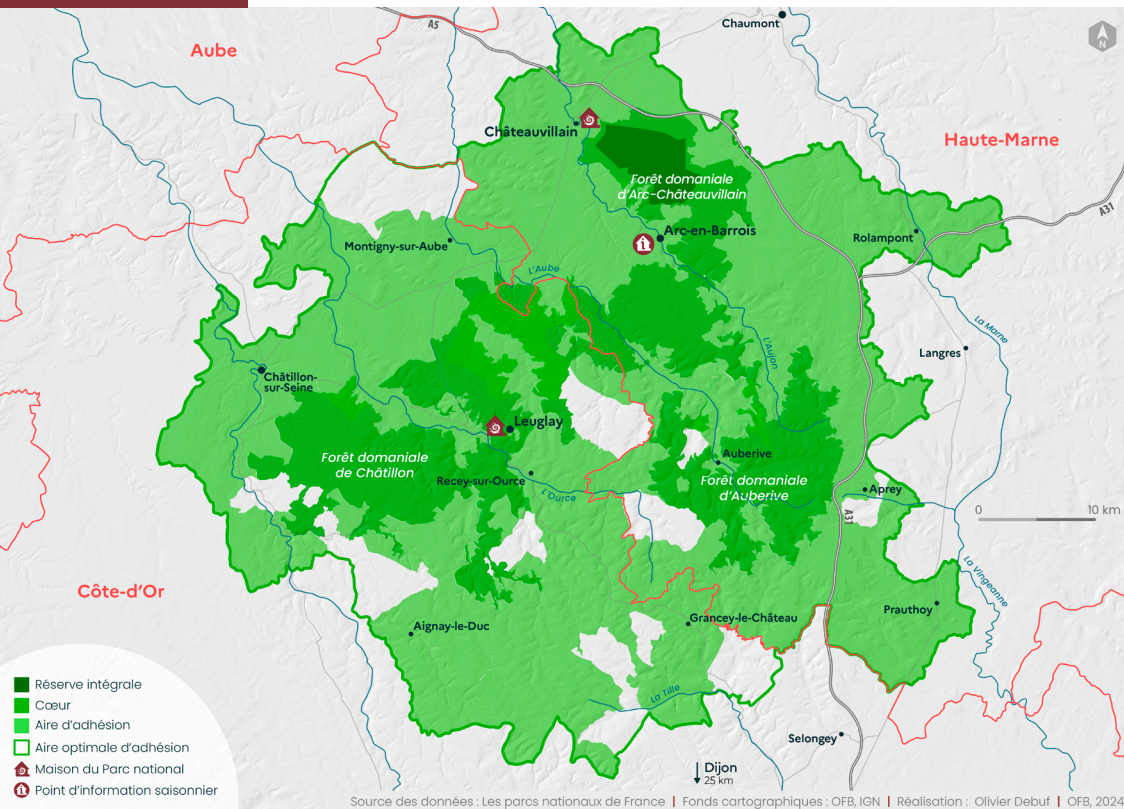 Chaumont
A5
Aube
N
Châteauvillain
Haute-Marne
Forêt domaniale
d'Arc-Châteauvillain
A31
Arc-en-Barrois
Rolampont
Montigny-sur-Aube
L'Aube
La Marne
L'Aujon
Langres
Châtillon-
sur-Seine
Leuglay
Forêt domaniale
de Châtillon
Auberive
Recey-sur-Ource
Forêt domaniale
d'Auberive
L'Ource
Aprey
A31
0 10 km
La Vingeanne
Côte-d'Or
Prauthoy
Grancey-le-Château
Aignay-le-Duc
La Tille
Selongey
Dijon
25 km
Réserve intégrale
Cœur
Aire d'adhésion
Aire optimale d'adhésion
Maison du Parc national
Point d'information saisonnier
Source des données : Les parcs nationaux de France | Fonds cartographiques : OFB, IGN | Réalisation : Olivier Debuf | OFB, 2024